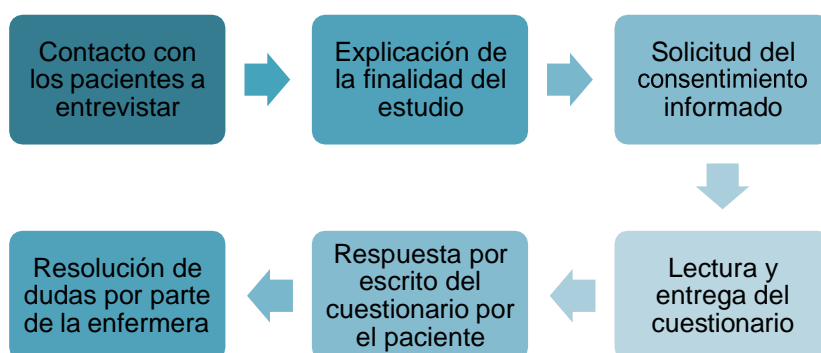 Contacto con
los pacientes a
entrevistar
Explicación de
la finalidad del
estudio
Solicitud del
consentimiento
informado
Lectura y
entrega del
cuestionario
Respuesta por
escrito del
cuestionario por
el paciente
Resolución de
dudas por parte
de la enfermera